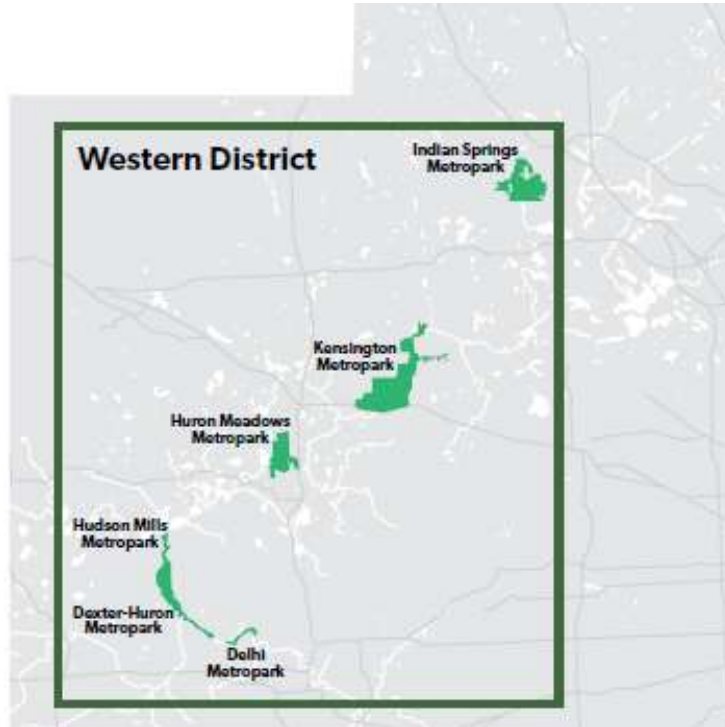 Western District
Indian Springs
Metropark
Kensington
Metropark
Huron Meadows
Metropark
Hudson Mills
Metropark
Dexter-Huron
Metropark
Delhi
Metropark